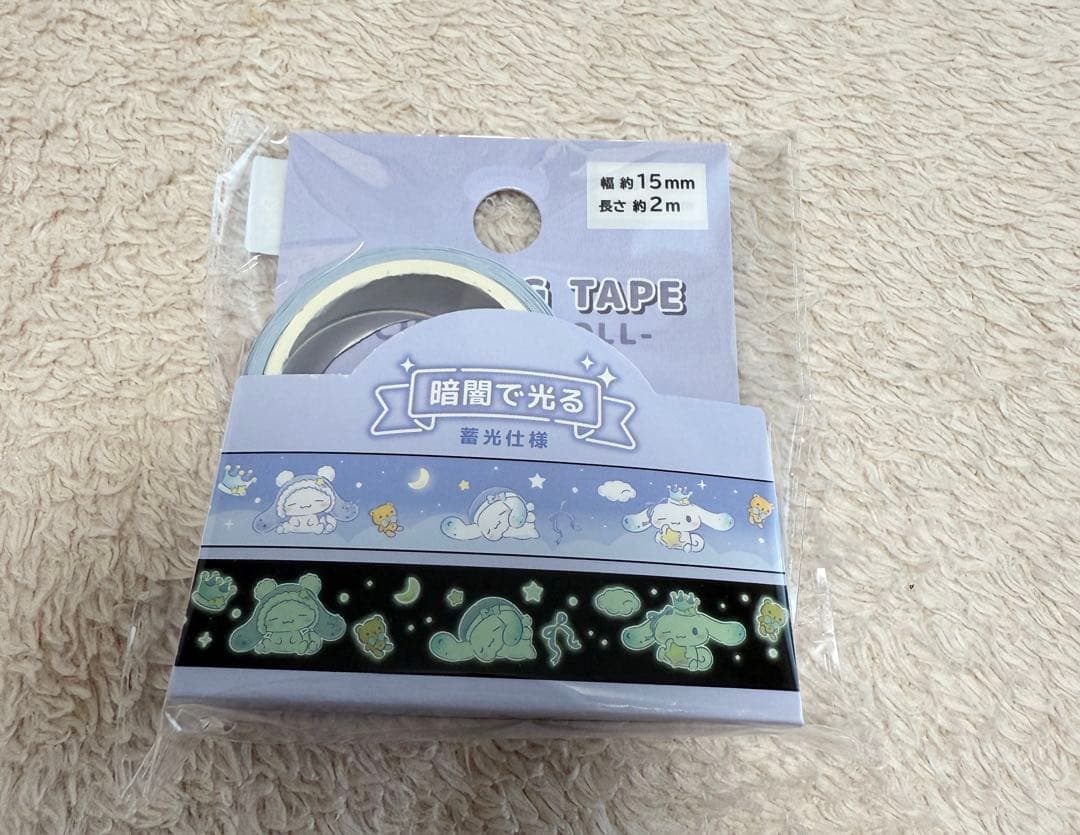 幅 約15mm
長さ 約2m
TAPE
暗闇で光る
蓄光仕様